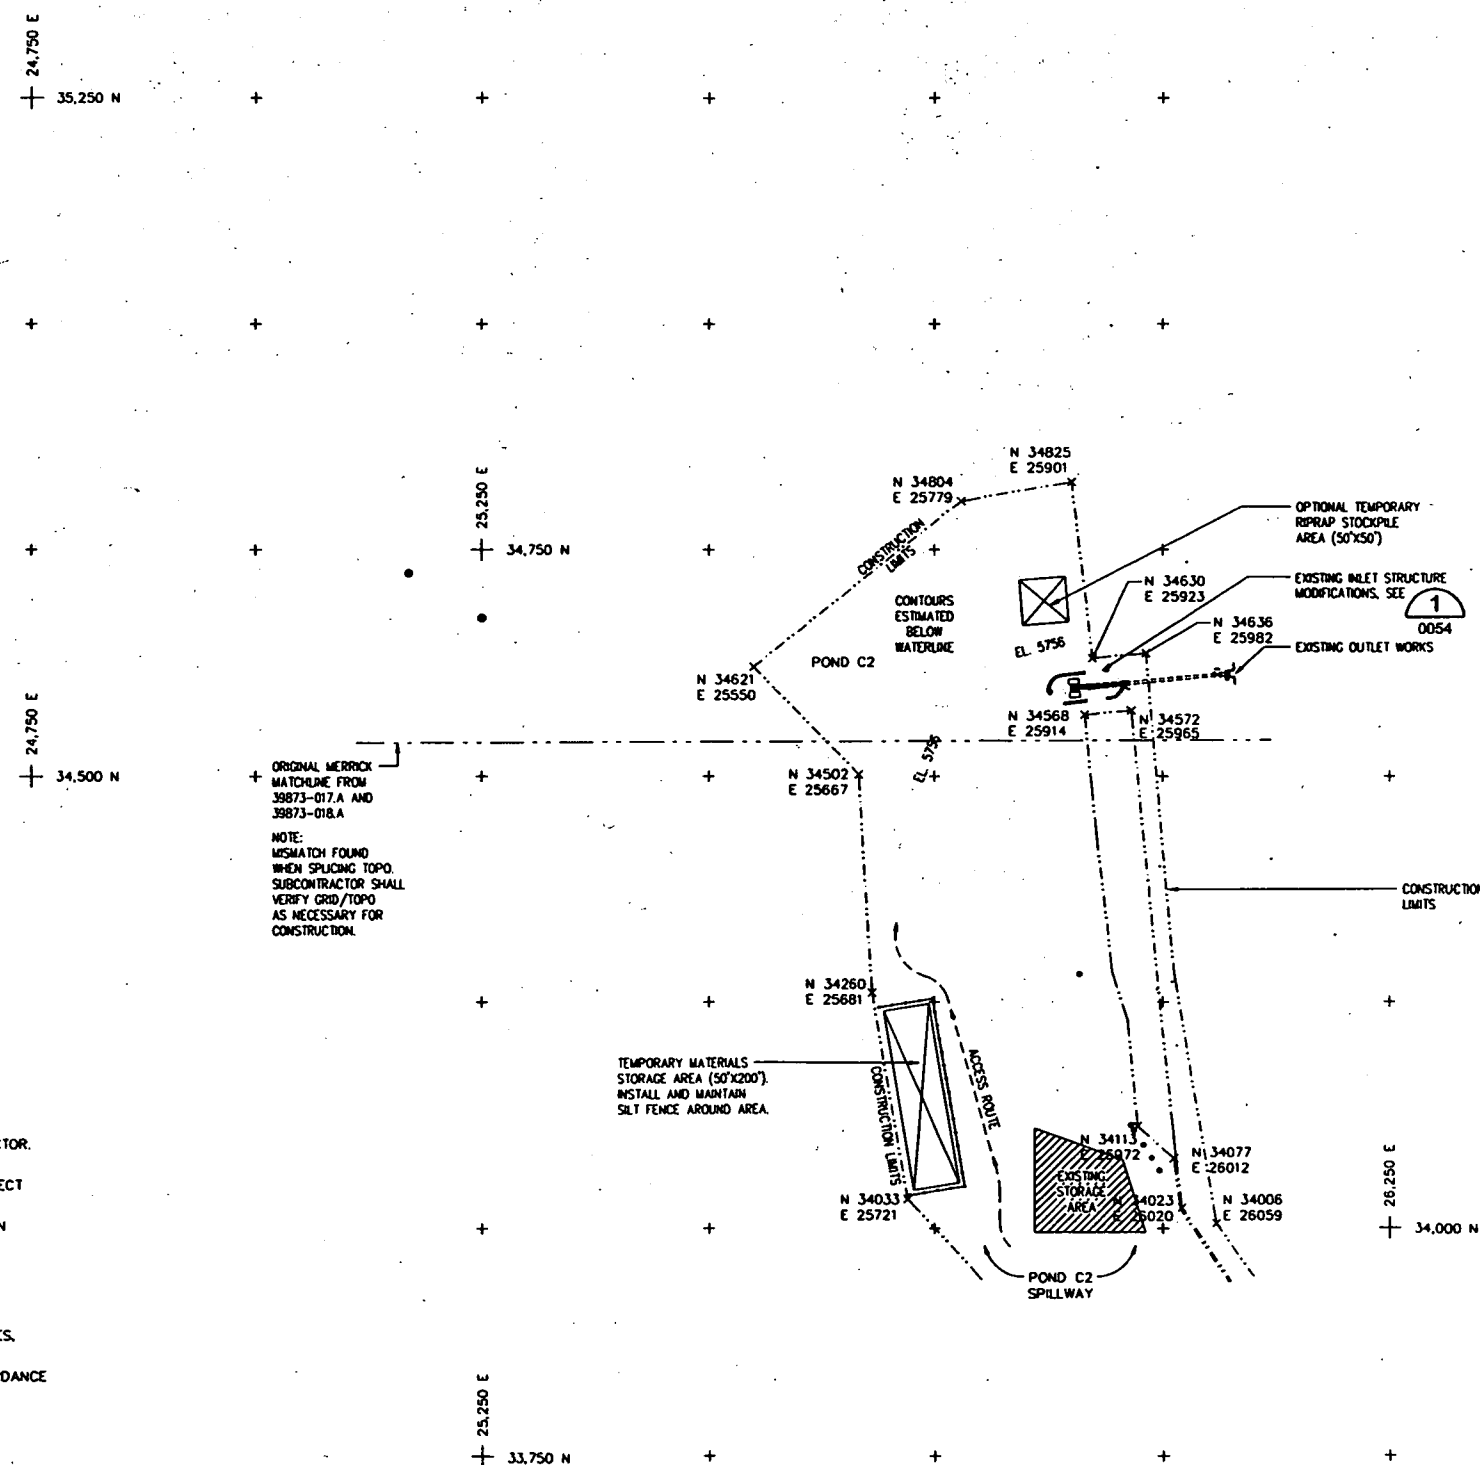 24,750 E
35,250 N
25,250 E
34,750 N
N 34825
E 25901
N 34804
E 25779
CONSTRUCTION
LIMITS
OPTIONAL TEMPORARY
RIPRAP STOCKPILE
AREA (50'X50')
N 34630
E 25923
EXISTING INLET STRUCTURE
MODIFICATIONS, SEE
1
0054
CONTOURS
ESTIMATED
BELOW
WATERLINE
N 34636
E 25982
EL. 5756
EXISTING OUTLET WORKS
POND C2
N 34621
E 25550
24,750 E
34,500 N
N 34568
E 25914
N 34572
E 25965
EL. 5756
ORIGINAL MERRICK
MATCHLINE FROM
39873-017.A AND
39873-018.A
NOTE:
MISMATCH FOUND
WHEN SPLICING TOPO.
SUBCONTRACTOR SHALL
VERIFY GRID/TOPO
AS NECESSARY FOR
CONSTRUCTION.
N 34502
E 25667
CONSTRUCTION
LIMITS
N 34260
E 25681
TEMPORARY MATERIALS
STORAGE AREA (50'X200').
INSTALL AND MAINTAIN
SILT FENCE AROUND AREA.
CONSTRUCTION LIMITS
ACCESS ROUTE
N 34113
E 25972
N 34077
E 26012
EXISTING
STORAGE
AREA
N 34033
E 25721
N 34023
E 26020
N 34006
E 26059
26,250 E
34,000 N
POND C2
SPILLWAY
CTOR.
ECT
N
ES.
RDANCE
25,250 E
33,750 N